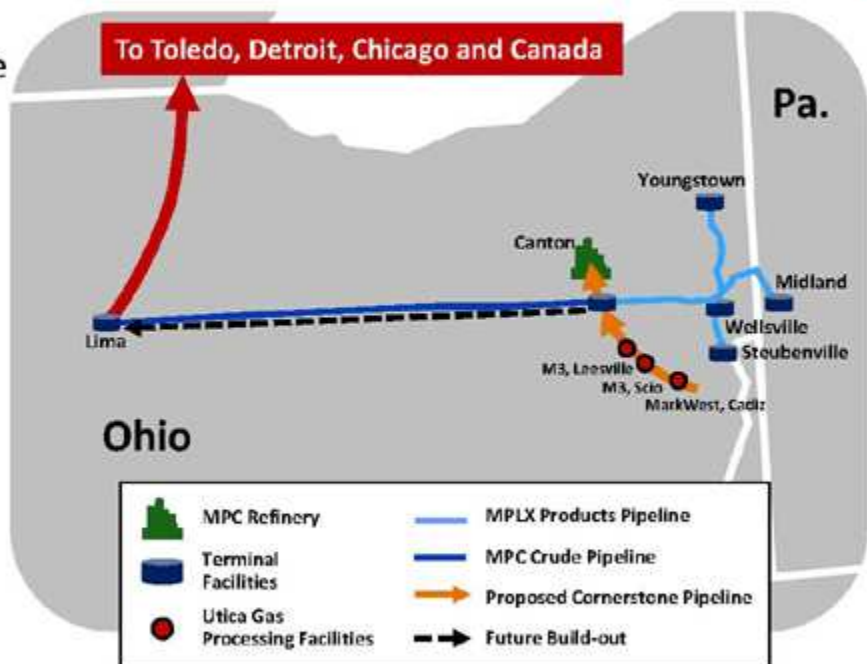 e
To Toledo, Detroit, Chicago and Canada
Pa.
Youngstown
Canton
Midland
Lima
Wellsville
Steubenville
M3, Leesville
M3, Scio
MarkWest, Cadiz
Ohio
MPC Refinery
MPLX Products Pipeline
Terminal
Facilities
MPC Crude Pipeline
Proposed Cornerstone Pipeline
Utica Gas
Processing Facilities
Future Build-out